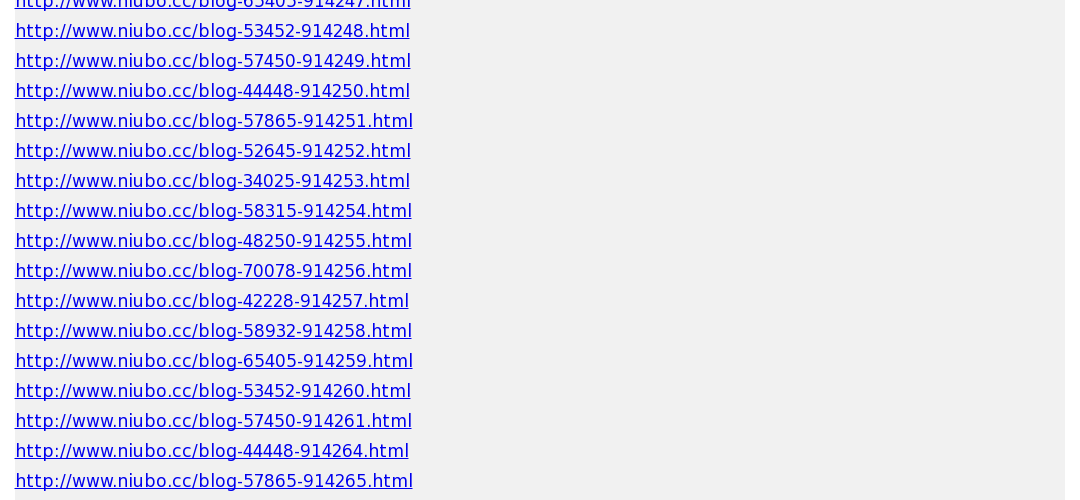 http://www.niubo.cc/blog-65405-914247.html
http://www.niubo.cc/blog-53452-914248.html
http://www.niubo.cc/blog-57450-914249.html
http://www.niubo.cc/blog-44448-914250.html
http://www.niubo.cc/blog-57865-914251.html
http://www.niubo.cc/blog-52645-914252.html
http://www.niubo.cc/blog-34025-914253.html
http://www.niubo.cc/blog-58315-914254.html
http://www.niubo.cc/blog-48250-914255.html
http://www.niubo.cc/blog-70078-914256.html
http://www.niubo.cc/blog-42228-914257.html
http://www.niubo.cc/blog-58932-914258.html
http://www.niubo.cc/blog-65405-914259.html
http://www.niubo.cc/blog-53452-914260.html
http://www.niubo.cc/blog-57450-914261.html
http://www.niubo.cc/blog-44448-914264.html
http://www.niubo.cc/blog-57865-914265.html